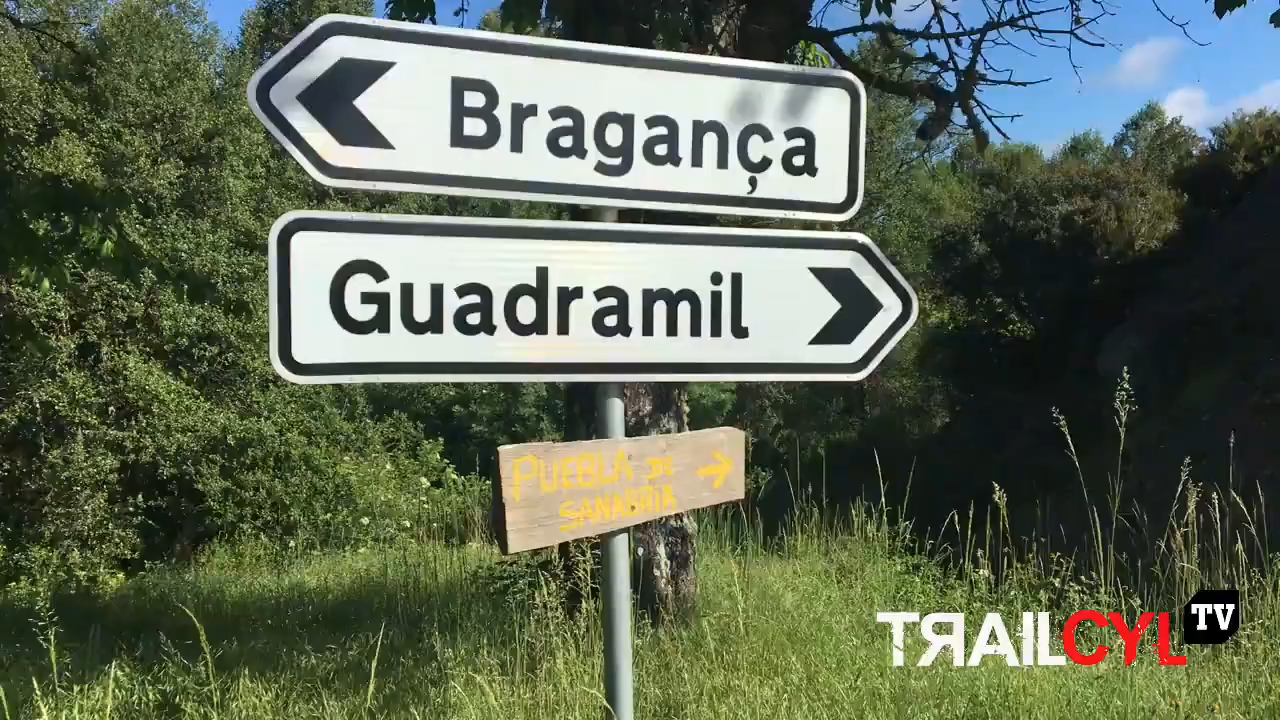 Bragança
Guadramil
PUEBLA DE
SANABRIA
TRAILCYL TV